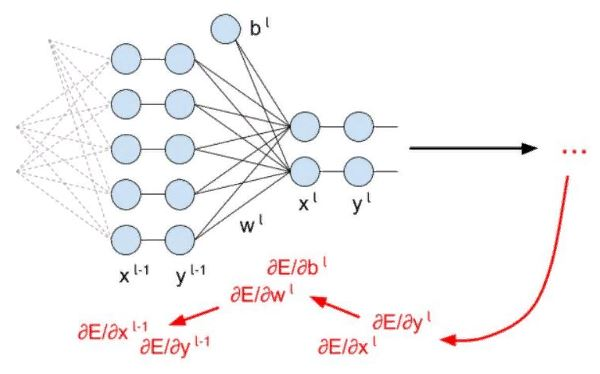 b l
x l y l
w l
x l-1 y l-1
...
∂E/∂b l
∂E/∂w l
∂E/∂y l
∂E/∂x l
∂E/∂x l-1
∂E/∂y l-1